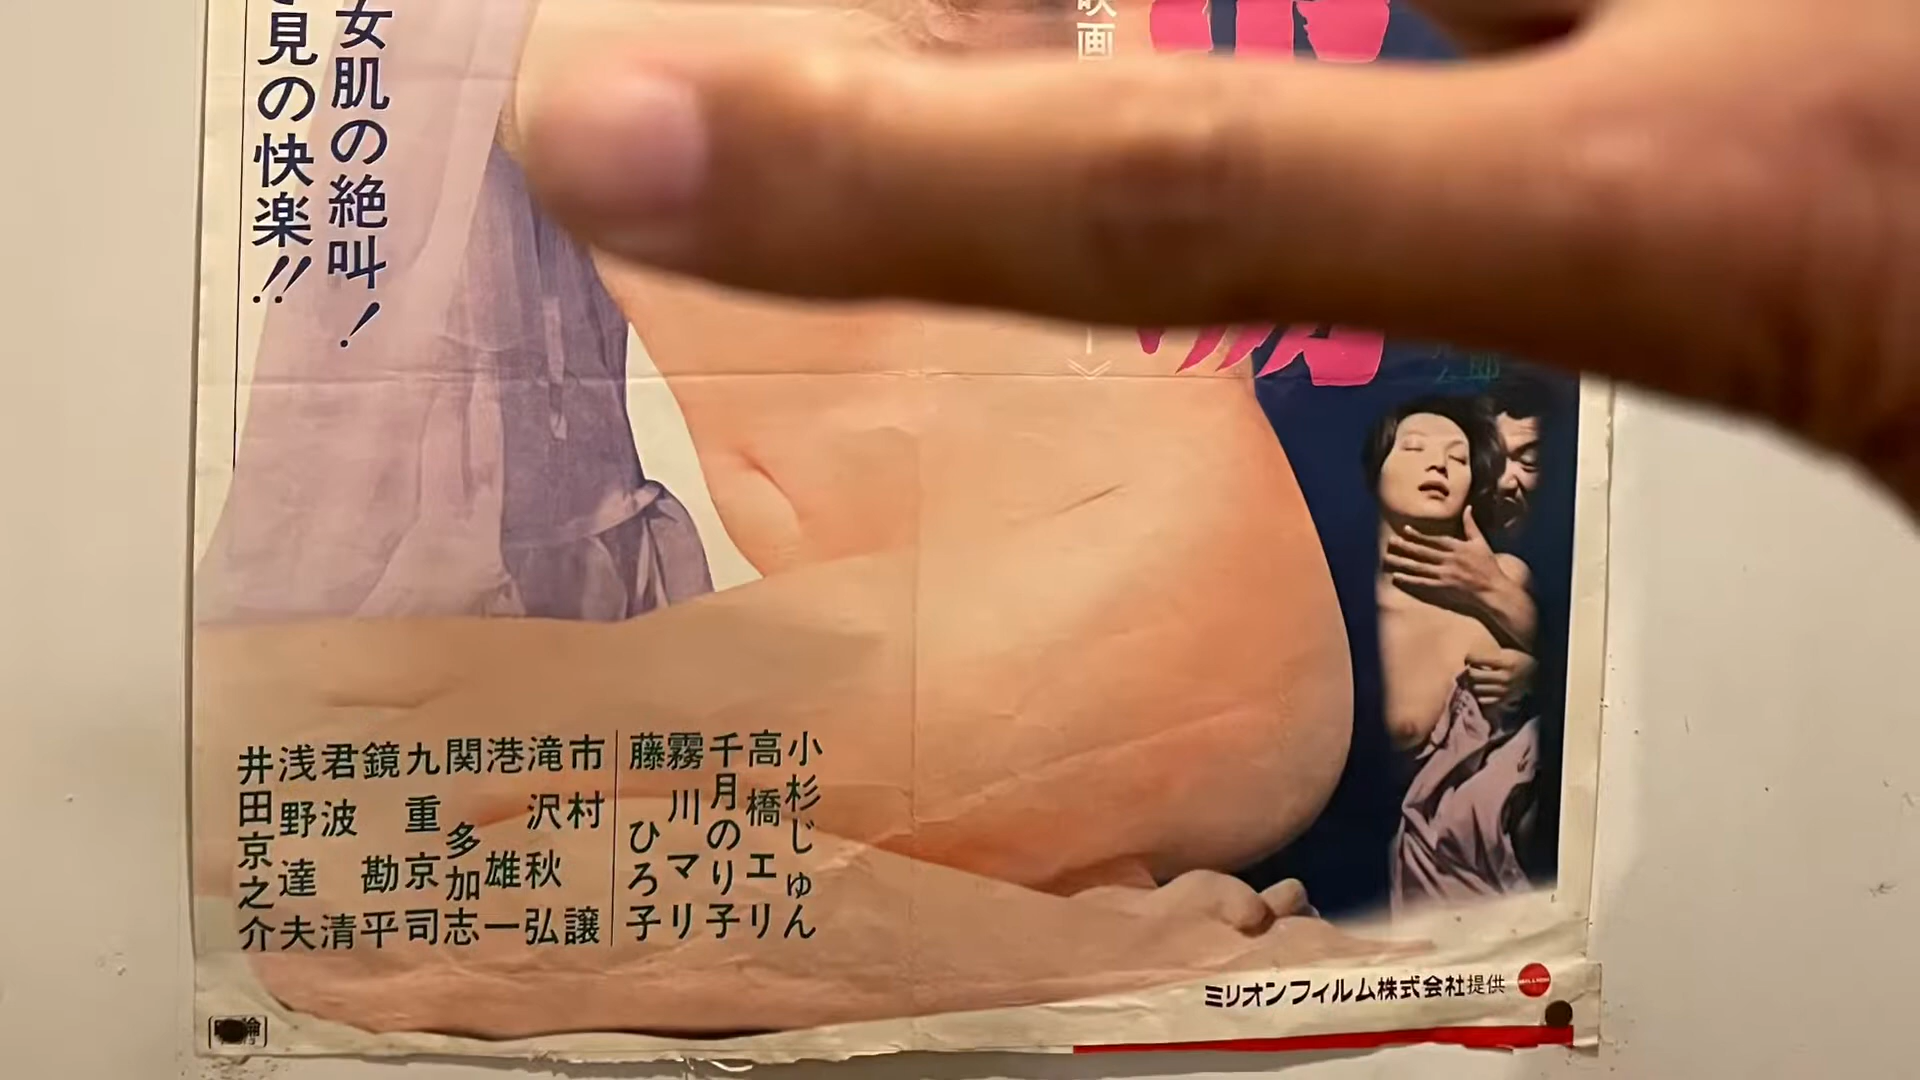 映画
女肌の絶叫!
見の快楽!!
小杉じゅん
高橋エリ
千月のり子
霧川マリ
藤ひろ子
市村譲
滝沢秋弘
港雄一
関多加志
九重京司
鏡勘平
君波清
浅野達夫
井田京之介
ミリオンフィルム株式会社提供